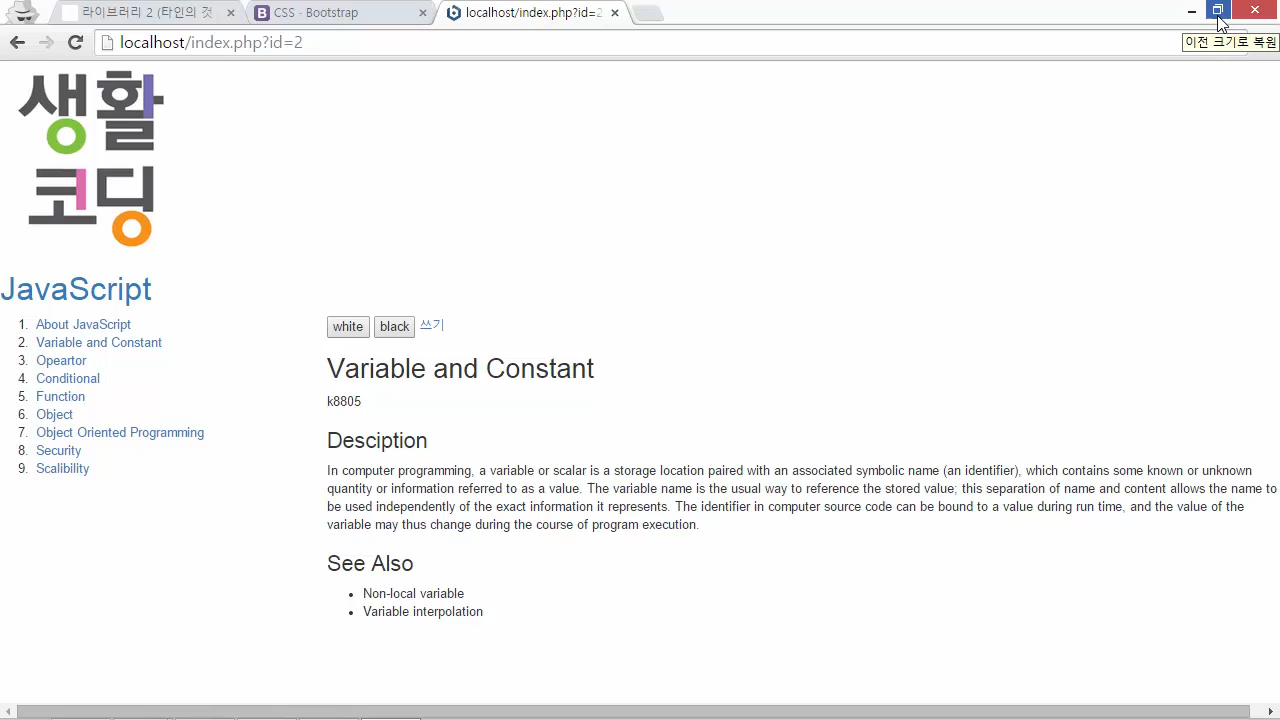 라이브러리 2 (타인의 것
CSS - Bootstrap
localhost/index.php?id=2
localhost/index.php?id=2
이전 크기로 복원
생활
코딩
JavaScript
1. About JavaScript
2. Variable and Constant
3. Opeartor
4. Conditional
5. Function
6. Object
7. Object Oriented Programming
8. Security
9. Scalibility
white black 쓰기
Variable and Constant
k8805
Desciption
In computer programming, a variable or scalar is a storage location paired with an associated symbolic name (an identifier), which contains some known or unknown
quantity or information referred to as a value. The variable name is the usual way to reference the stored value; this separation of name and content allows the name to
be used independently of the exact information it represents. The identifier in computer source code can be bound to a value during run time, and the value of the
variable may thus change during the course of program execution.
See Also
• Non-local variable
• Variable interpolation